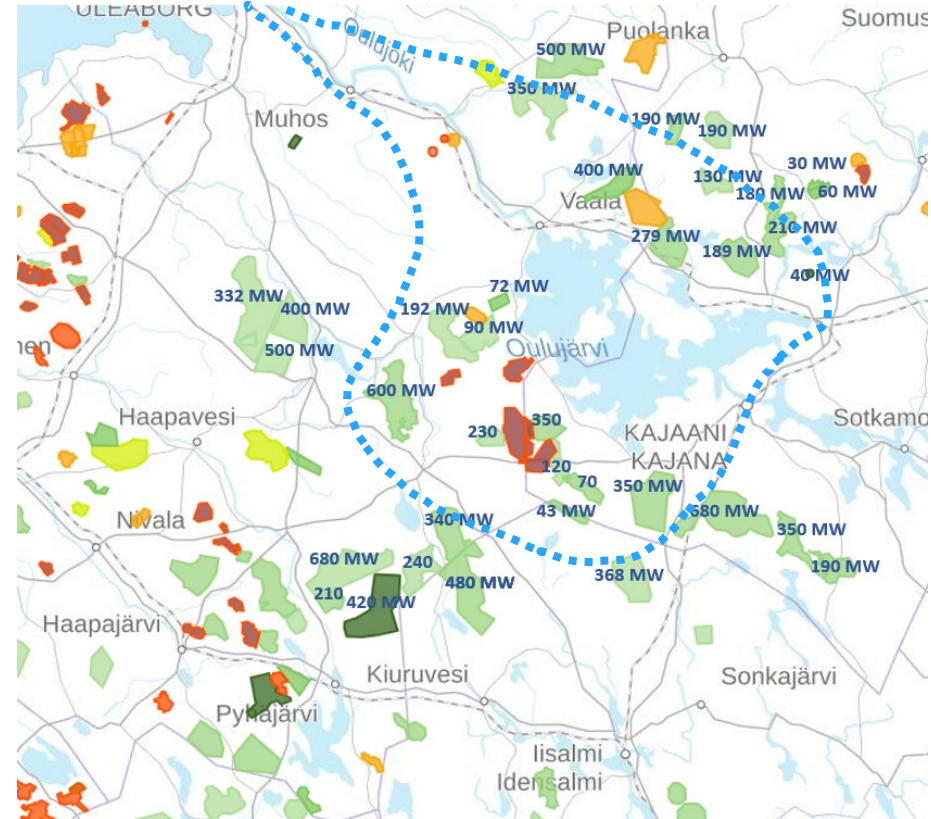 ULEÅBORG
Suomus
Puolanka
Oulujoki
500 MW
350 MW
Muhos
190 MW
190 MW
30 MW
400 MW
130 MW
180 MW
60 MW
Vaala
210 MW
279 MW
189 MW
40 MW
332 MW
400 MW
192 MW
72 MW
90 MW
500 MW
Oulujärvi
nen
600 MW
Haapavesi
230
350
KAJAANI
KAJANA
Sotkamo
120
70
350 MW
43 MW
680 MW
Nivala
340 MW
350 MW
680 MW
240
480 MW
368 MW
190 MW
210
420 MW
Haapajärvi
Kiuruvesi
Sonkajärvi
Pyhäjärvi
Iisalmi
Idensalmi